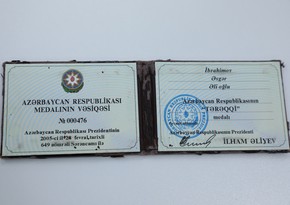 AZƏRBAYCAN RESPUBLİKASI
MEDALININ VƏSİQƏSİ
№ 000476
Azərbaycan Respublikası Prezidentinin
649 nömrəli Sərəncamı ilə
İbrahimov
Əsgər
Əli oğlu
Azərbaycan Respublikasının
"TƏRƏQQİ"
medalı
Azərbaycan Respublikasının Prezidenti
İLHAM ƏLİYEV